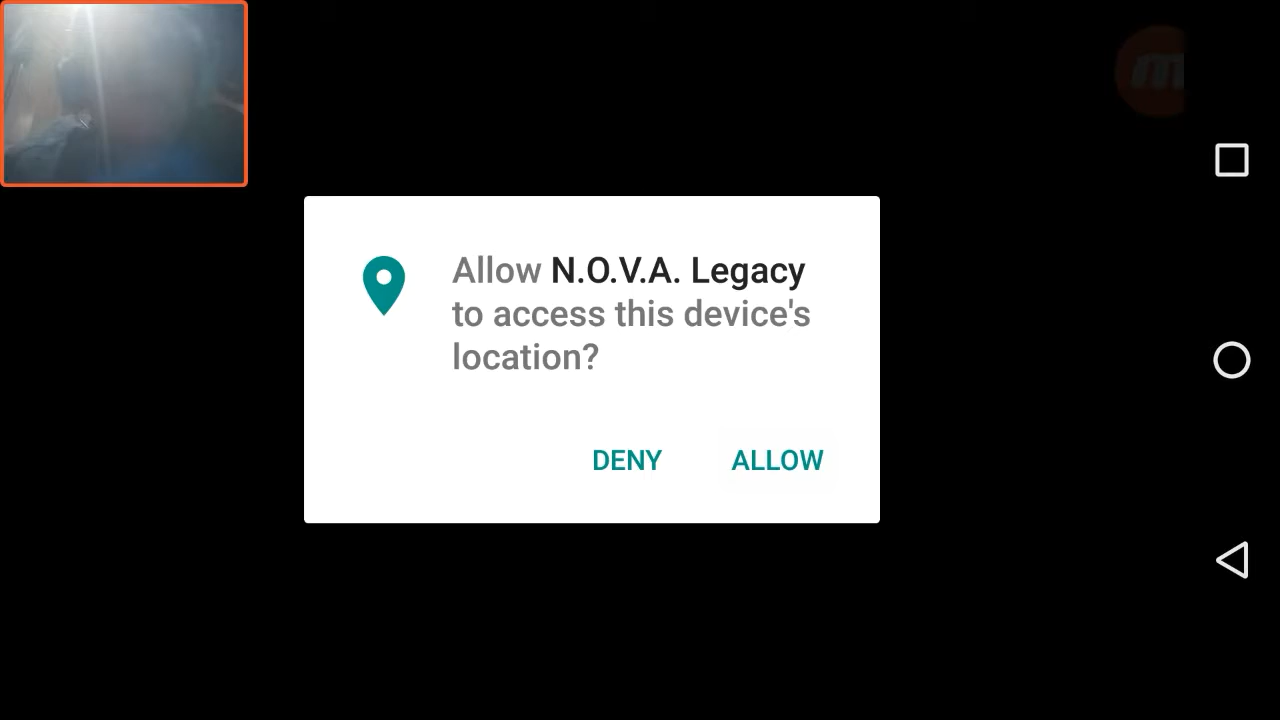 Allow N.O.V.A. Legacy
to access this device's
location?
DENY ALLOW